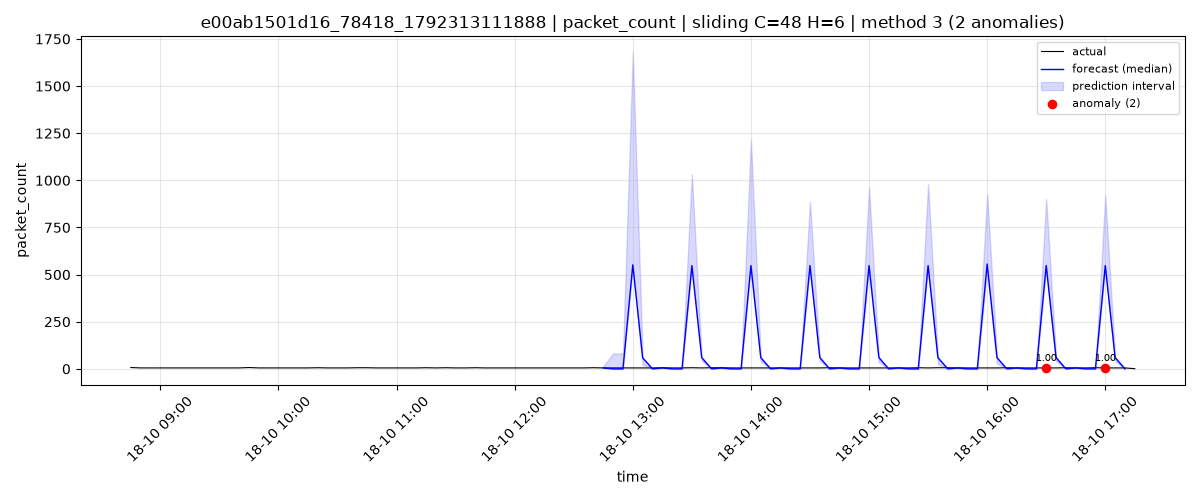 e00ab1501d16_78418_1792313111888 | packet_count | sliding C=48 H=6 | method 3 (2 anomalies)
packet_count
1750
1500
1250
1000
750
500
250
0
actual
forecast (median)
prediction interval
anomaly (2)
1.00
1.00
18-10 09:00
18-10 10:00
18-10 11:00
18-10 12:00
18-10 13:00
18-10 14:00
18-10 15:00
18-10 16:00
18-10 17:00
time